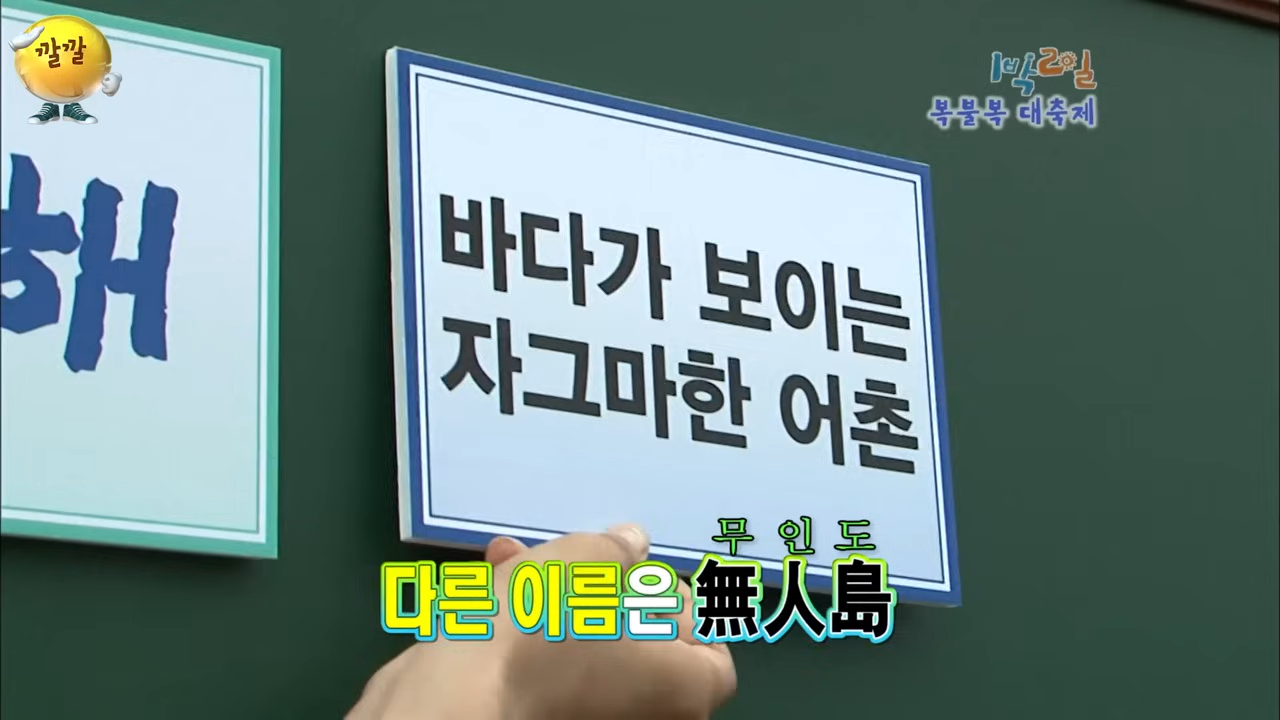 깔깔
1박2일
복불복 대축제
해
바다가 보이는
자그마한 어촌
무인도
다른 이름은 無人島